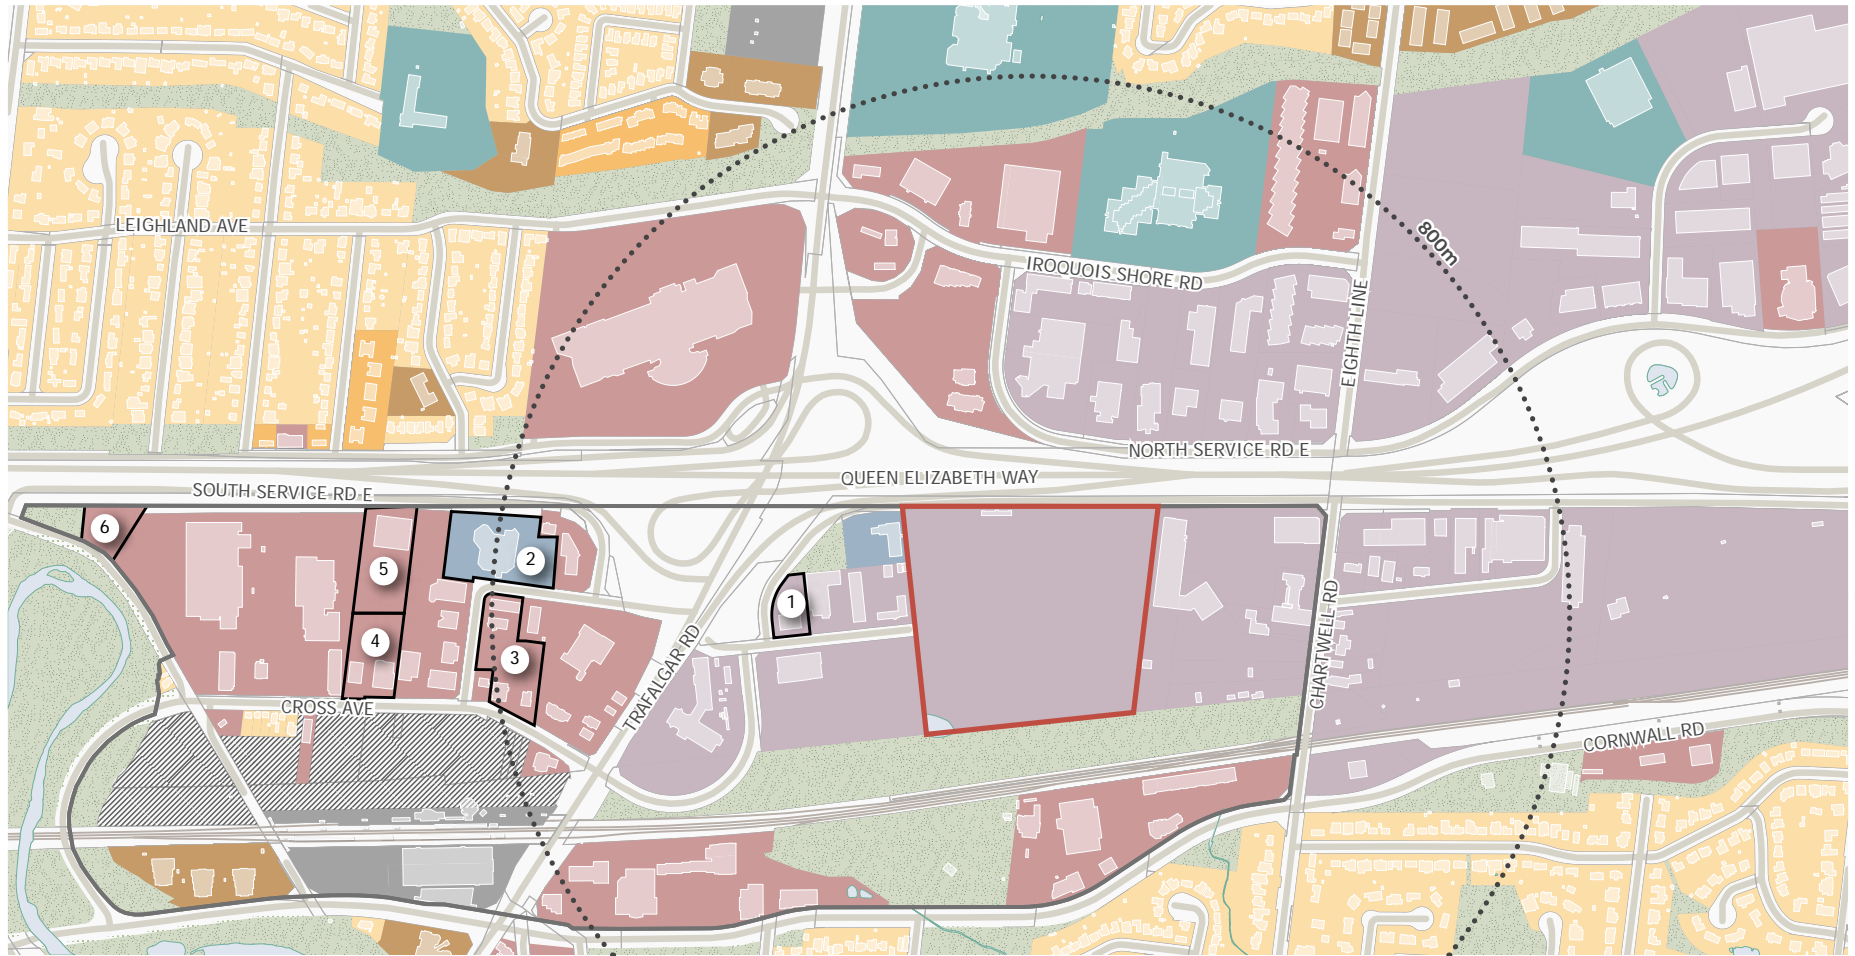 LEIGHLAND AVE
800m
IROQUOIS SHORE RD
EIGHTH LINE
NORTH SERVICE RD E
QUEEN ELIZABETH WAY
SOUTH SERVICE RD E
6
5
2
1
4
3
TRAFALGAR RD
CHARTWELL RD
CROSS AVE
CORNWALL RD